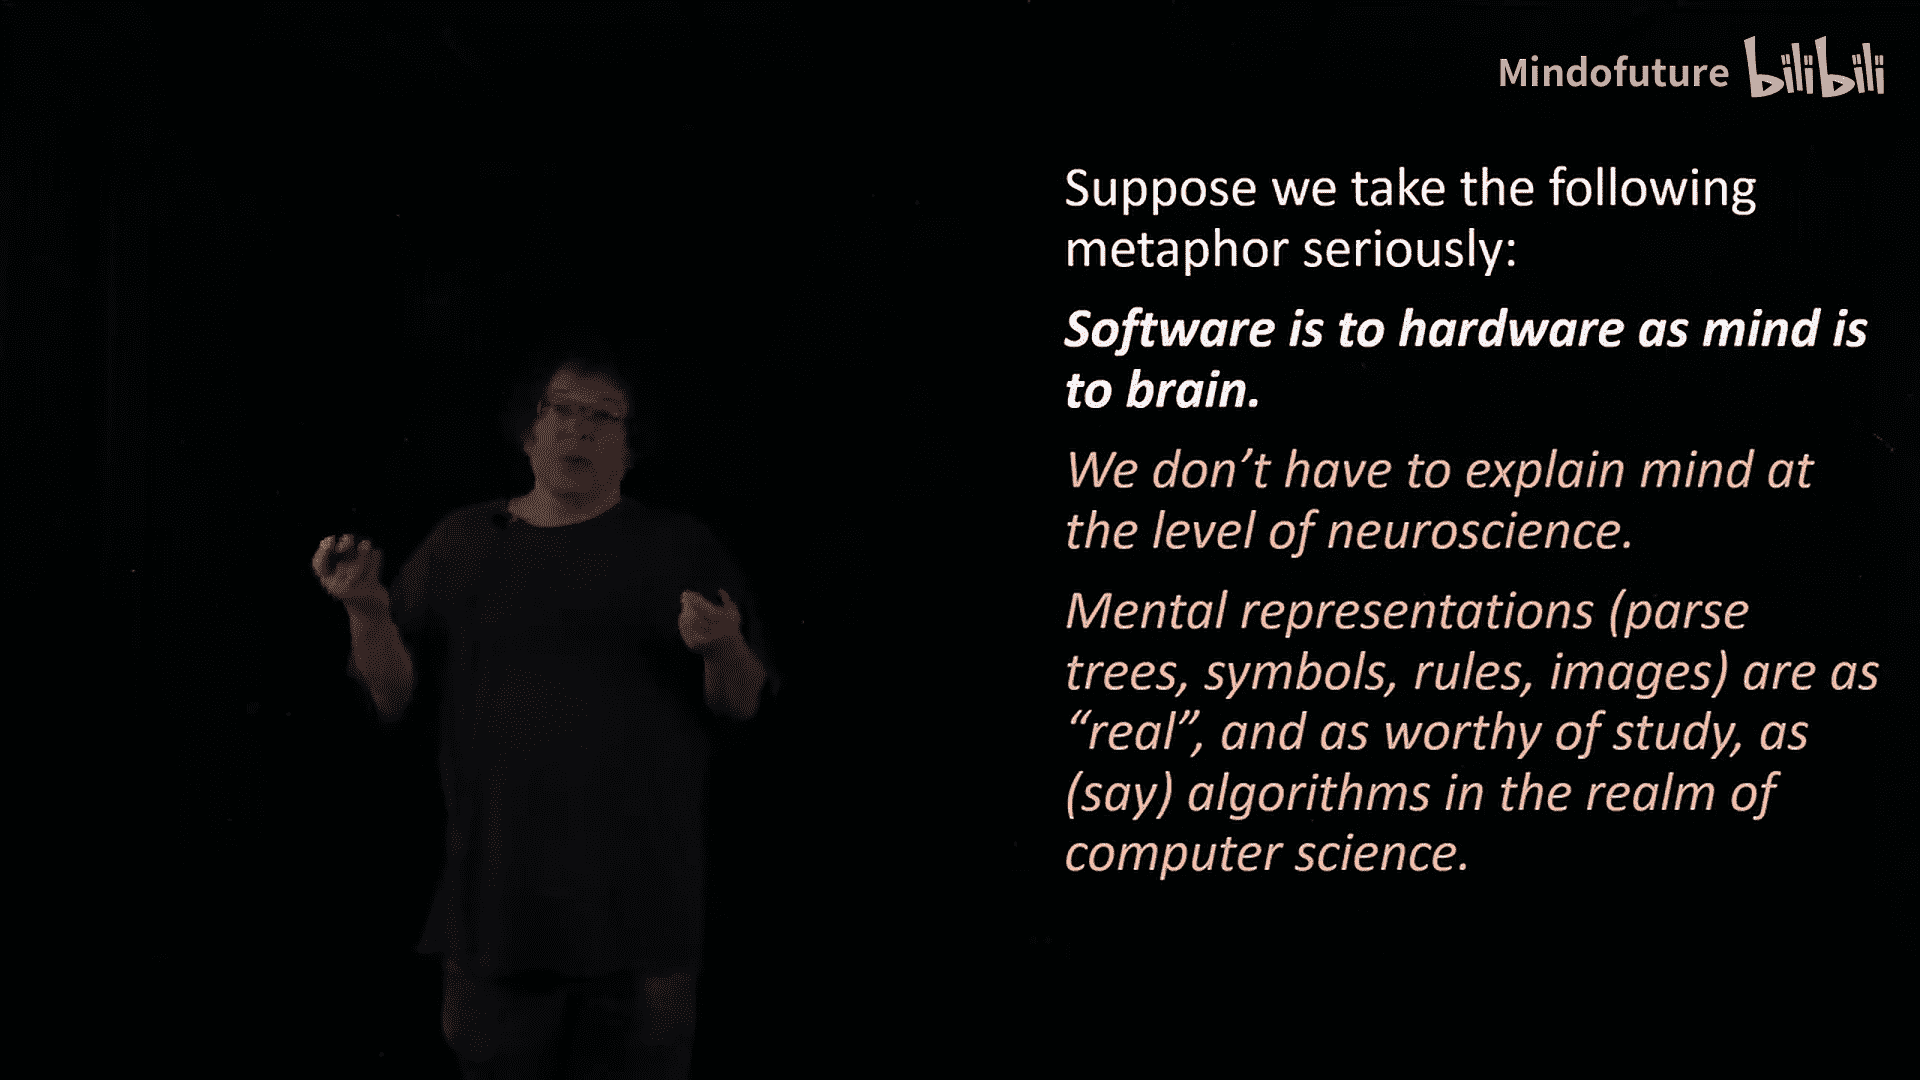 Mindofuture bilibili
Suppose we take the following
metaphor seriously:
Software is to hardware as mind is
to brain.
We don’t have to explain mind at
the level of neuroscience.
Mental representations (parse
trees, symbols, rules, images) are as
“real”, and as worthy of study, as
(say) algorithms in the realm of
computer science.